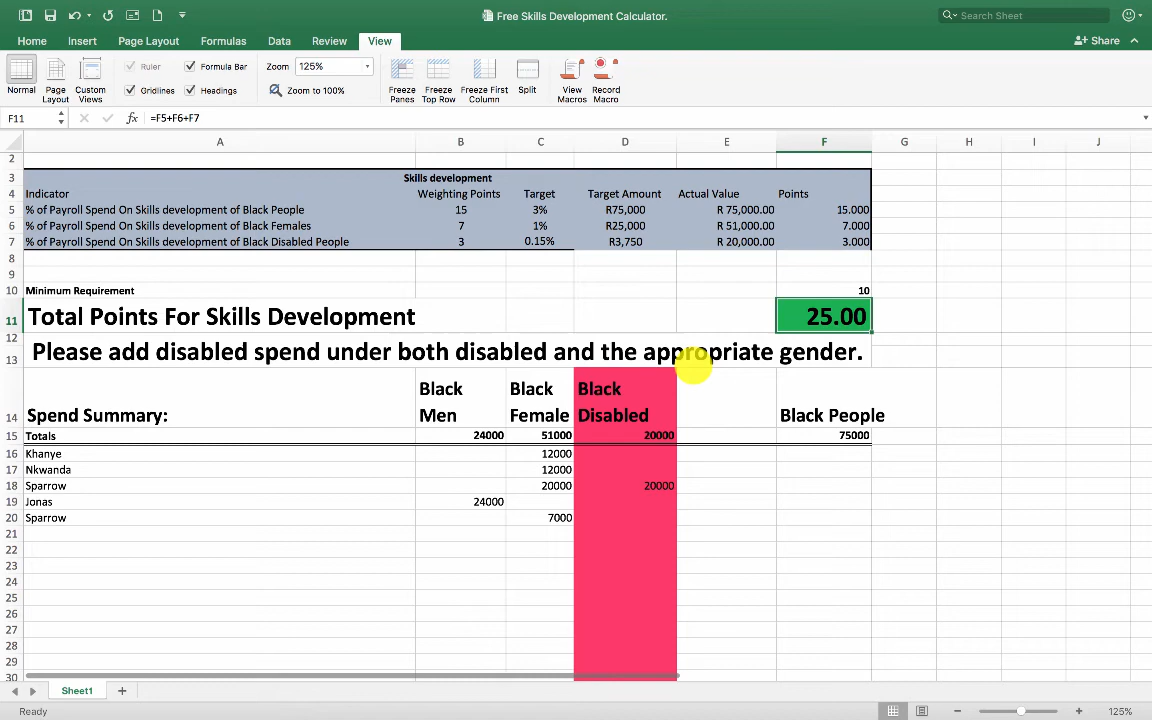 Free Skills Development Calculator.
Search Sheet
Home Insert Page Layout Formulas Data Review View Share
Normal Page Layout Custom Views Ruler Formula Bar Gridlines Headings Zoom 125% Zoom to 100% Freeze Panes Freeze Top Row Freeze First Column Split View Macros Record Macro
F11 fx =F5+F6+F7
A B C D E F G H I J
2
3 Skills development
4 Indicator Weighting Points Target Target Amount Actual Value Points
5 % of Payroll Spend On Skills development of Black People 15 3% R75,000 R 75,000.00 15.000
6 % of Payroll Spend On Skills development of Black Females 7 1% R25,000 R 51,000.00 7.000
7 % of Payroll Spend On Skills development of Black Disabled People 3 0.15% R3,750 R 20,000.00 3.000
8
9
10 Minimum Requirement 10
11 Total Points For Skills Development 25.00
12
13 Please add disabled spend under both disabled and the appropriate gender.
14 Spend Summary: Black Men Black Female Black Disabled Black People
15 Totals 24000 51000 20000 75000
16 Khanye 12000
17 Nkwanda 12000
18 Sparrow 20000 20000
19 Jonas 24000
20 Sparrow 7000
21
22
23
24
25
26
27
28
29
30
Sheet1
Ready 125%